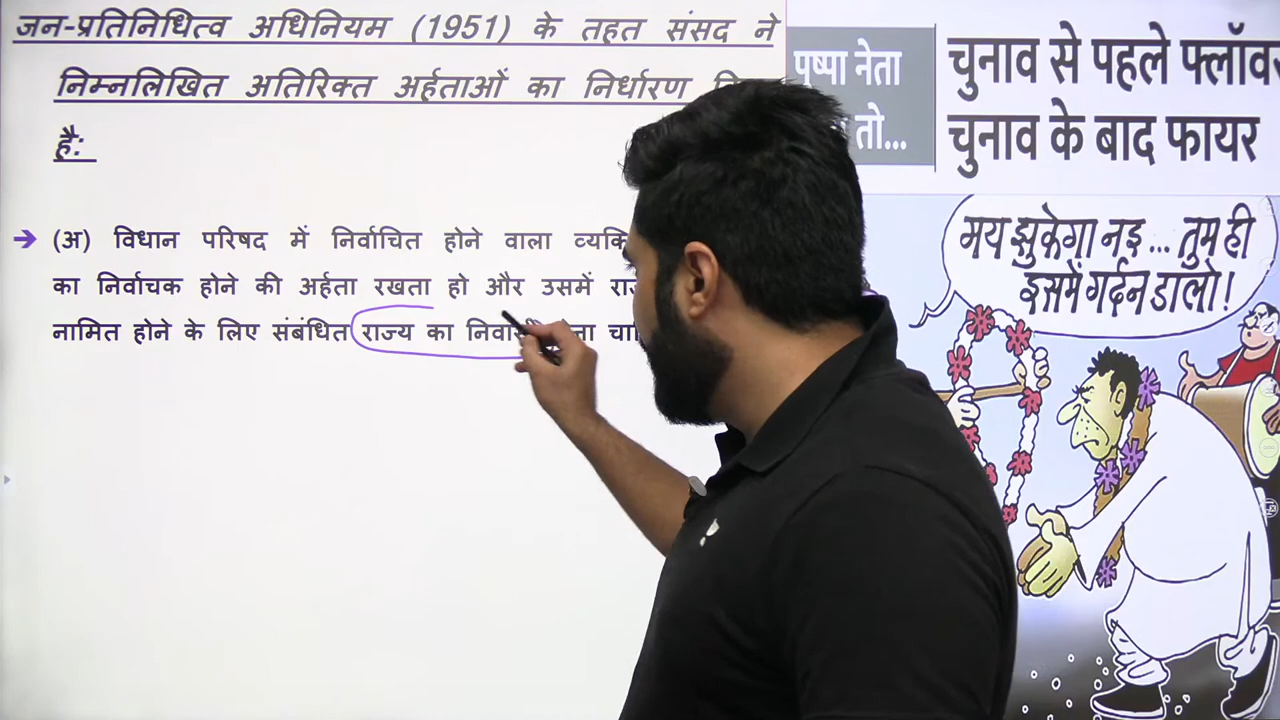 जन-प्रतिनिधित्व अधिनियम (1951) के तहत संसद ने
निम्नलिखित अतिरिक्त अर्हताओं का निर्धारण
है:
(अ) विधान परिषद में निर्वाचित होने वाला
का निर्वाचक होने की अर्हता रखता हो और उसमें
नामित होने के लिए संबंधित राज्य का
पुष्पा नेता
तो...
चुनाव से पहले
चुनाव के बाद फायर
मय झुकेगा नइ... तुम ही
इसमें गर्दन डालो!